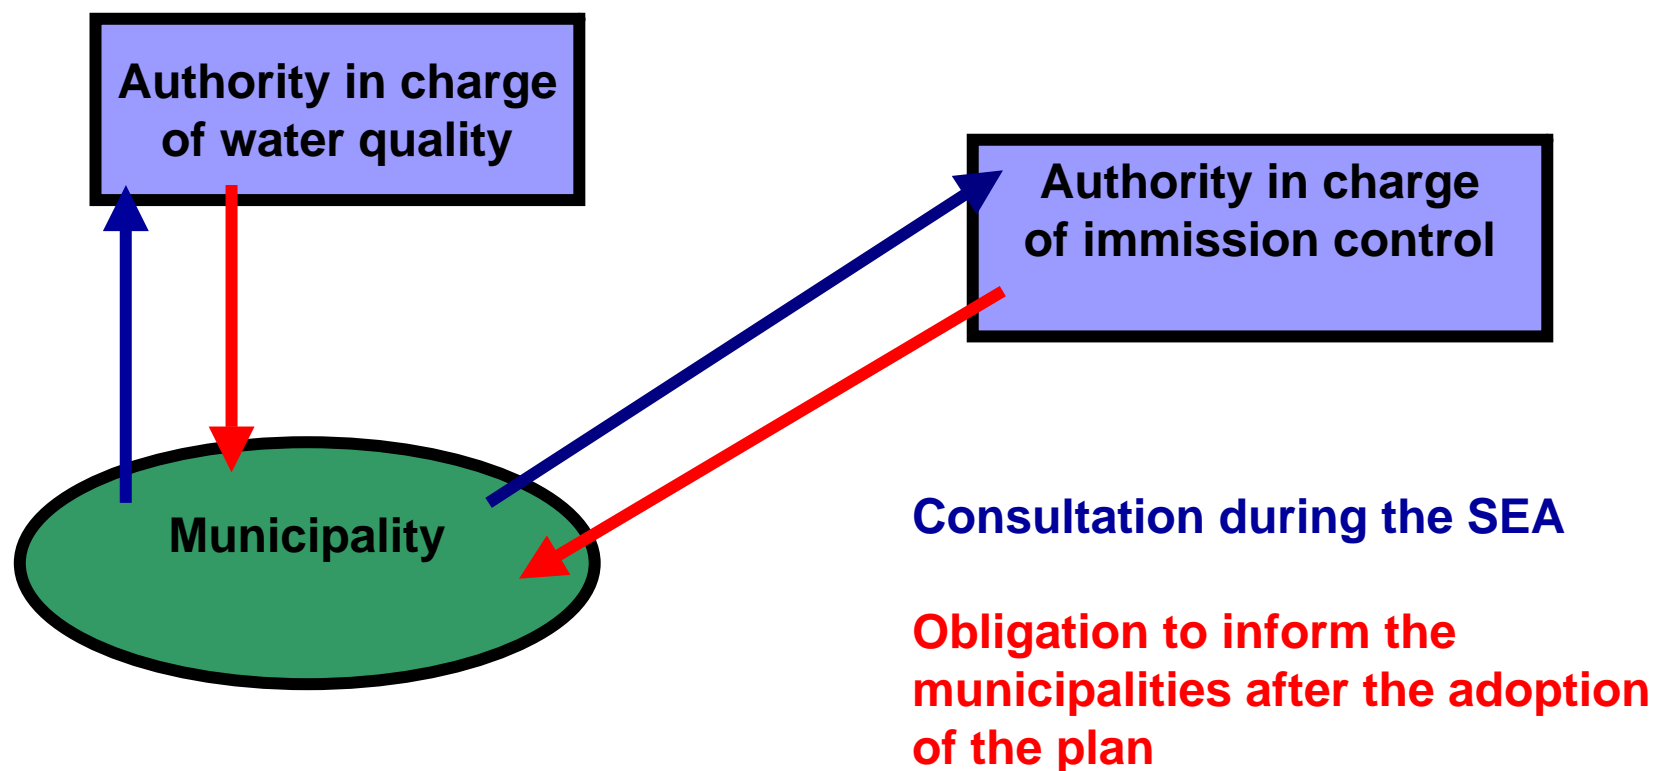 Authority in charge
of water quality
Authority in charge
of immission control
Municipality
Consultation during the SEA
Obligation to inform the
municipalities after the adoption
of the plan